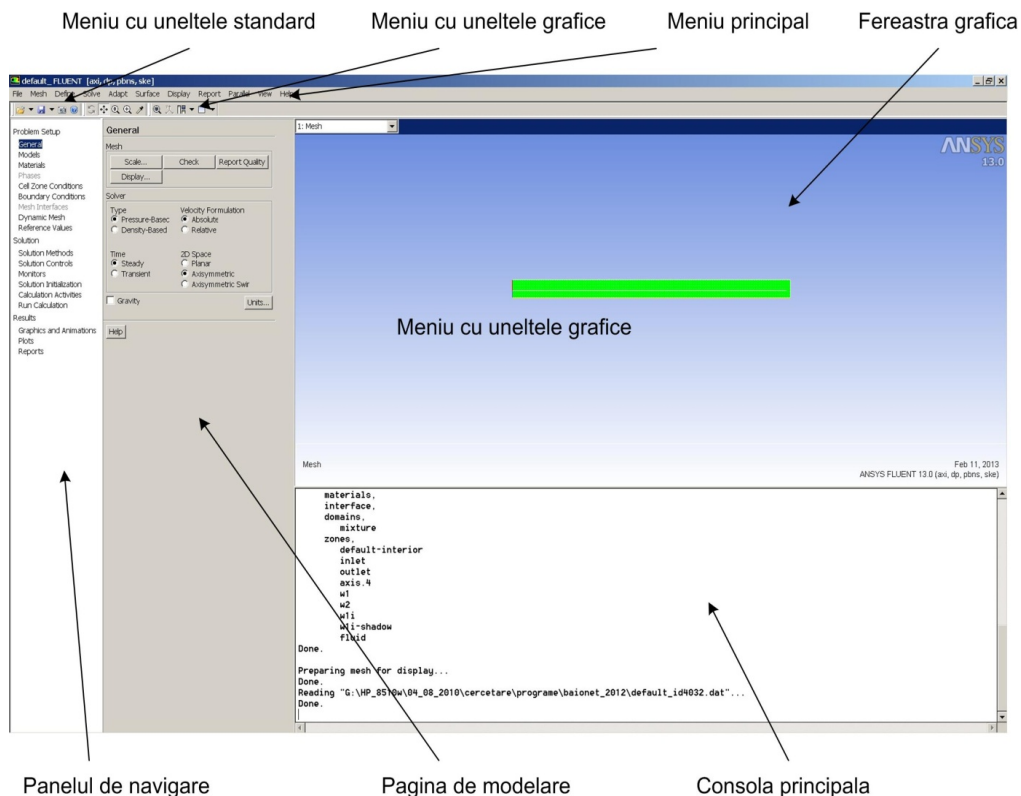 Meniu cu uneltele standard
Meniu cu uneltele grafice
Meniu principal
Fereastra grafica
default_FLUENT [axi, dp, pbns, ske]
File Mesh Define Solve Adapt Surface Display Report Parallel View Help
Problem Setup
General
Models
Materials
Phases
Cell Zone Conditions
Boundary Conditions
Mesh Interfaces
Dynamic Mesh
Reference Values
Solution
Solution Methods
Solution Controls
Monitors
Solution Initialization
Calculation Activities
Run Calculation
Results
Graphics and Animations
Plots
Reports
General
Mesh
Scale... Check Report Quality
Display...
Solver
Type Velocity Formulation
Pressure-Basec Absolute
Density-Based Relative
Time 2D Space
Steady Planar
Transient Axisymmetric
Axisymmetric Swir
Gravity Units...
Help
1: Mesh
ANSYS
13.0
Meniu cu uneltele grafice
Mesh
Feb 11, 2013
ANSYS FLUENT 13.0 (axi, dp, pbns, ske)
materials,
interface,
domains,
mixture
zones,
default-interior
inlet
outlet
axis.4
w1
w2
w1i
w1i-shadow
fluid
Done.
Preparing mesh for display...
Done.
Reading "G:\HP_8510w\04_08_2010\cercetare\programe\baionet_2012\default_id4032.dat"...
Done.
Panelul de navigare
Pagina de modelare
Consola principala